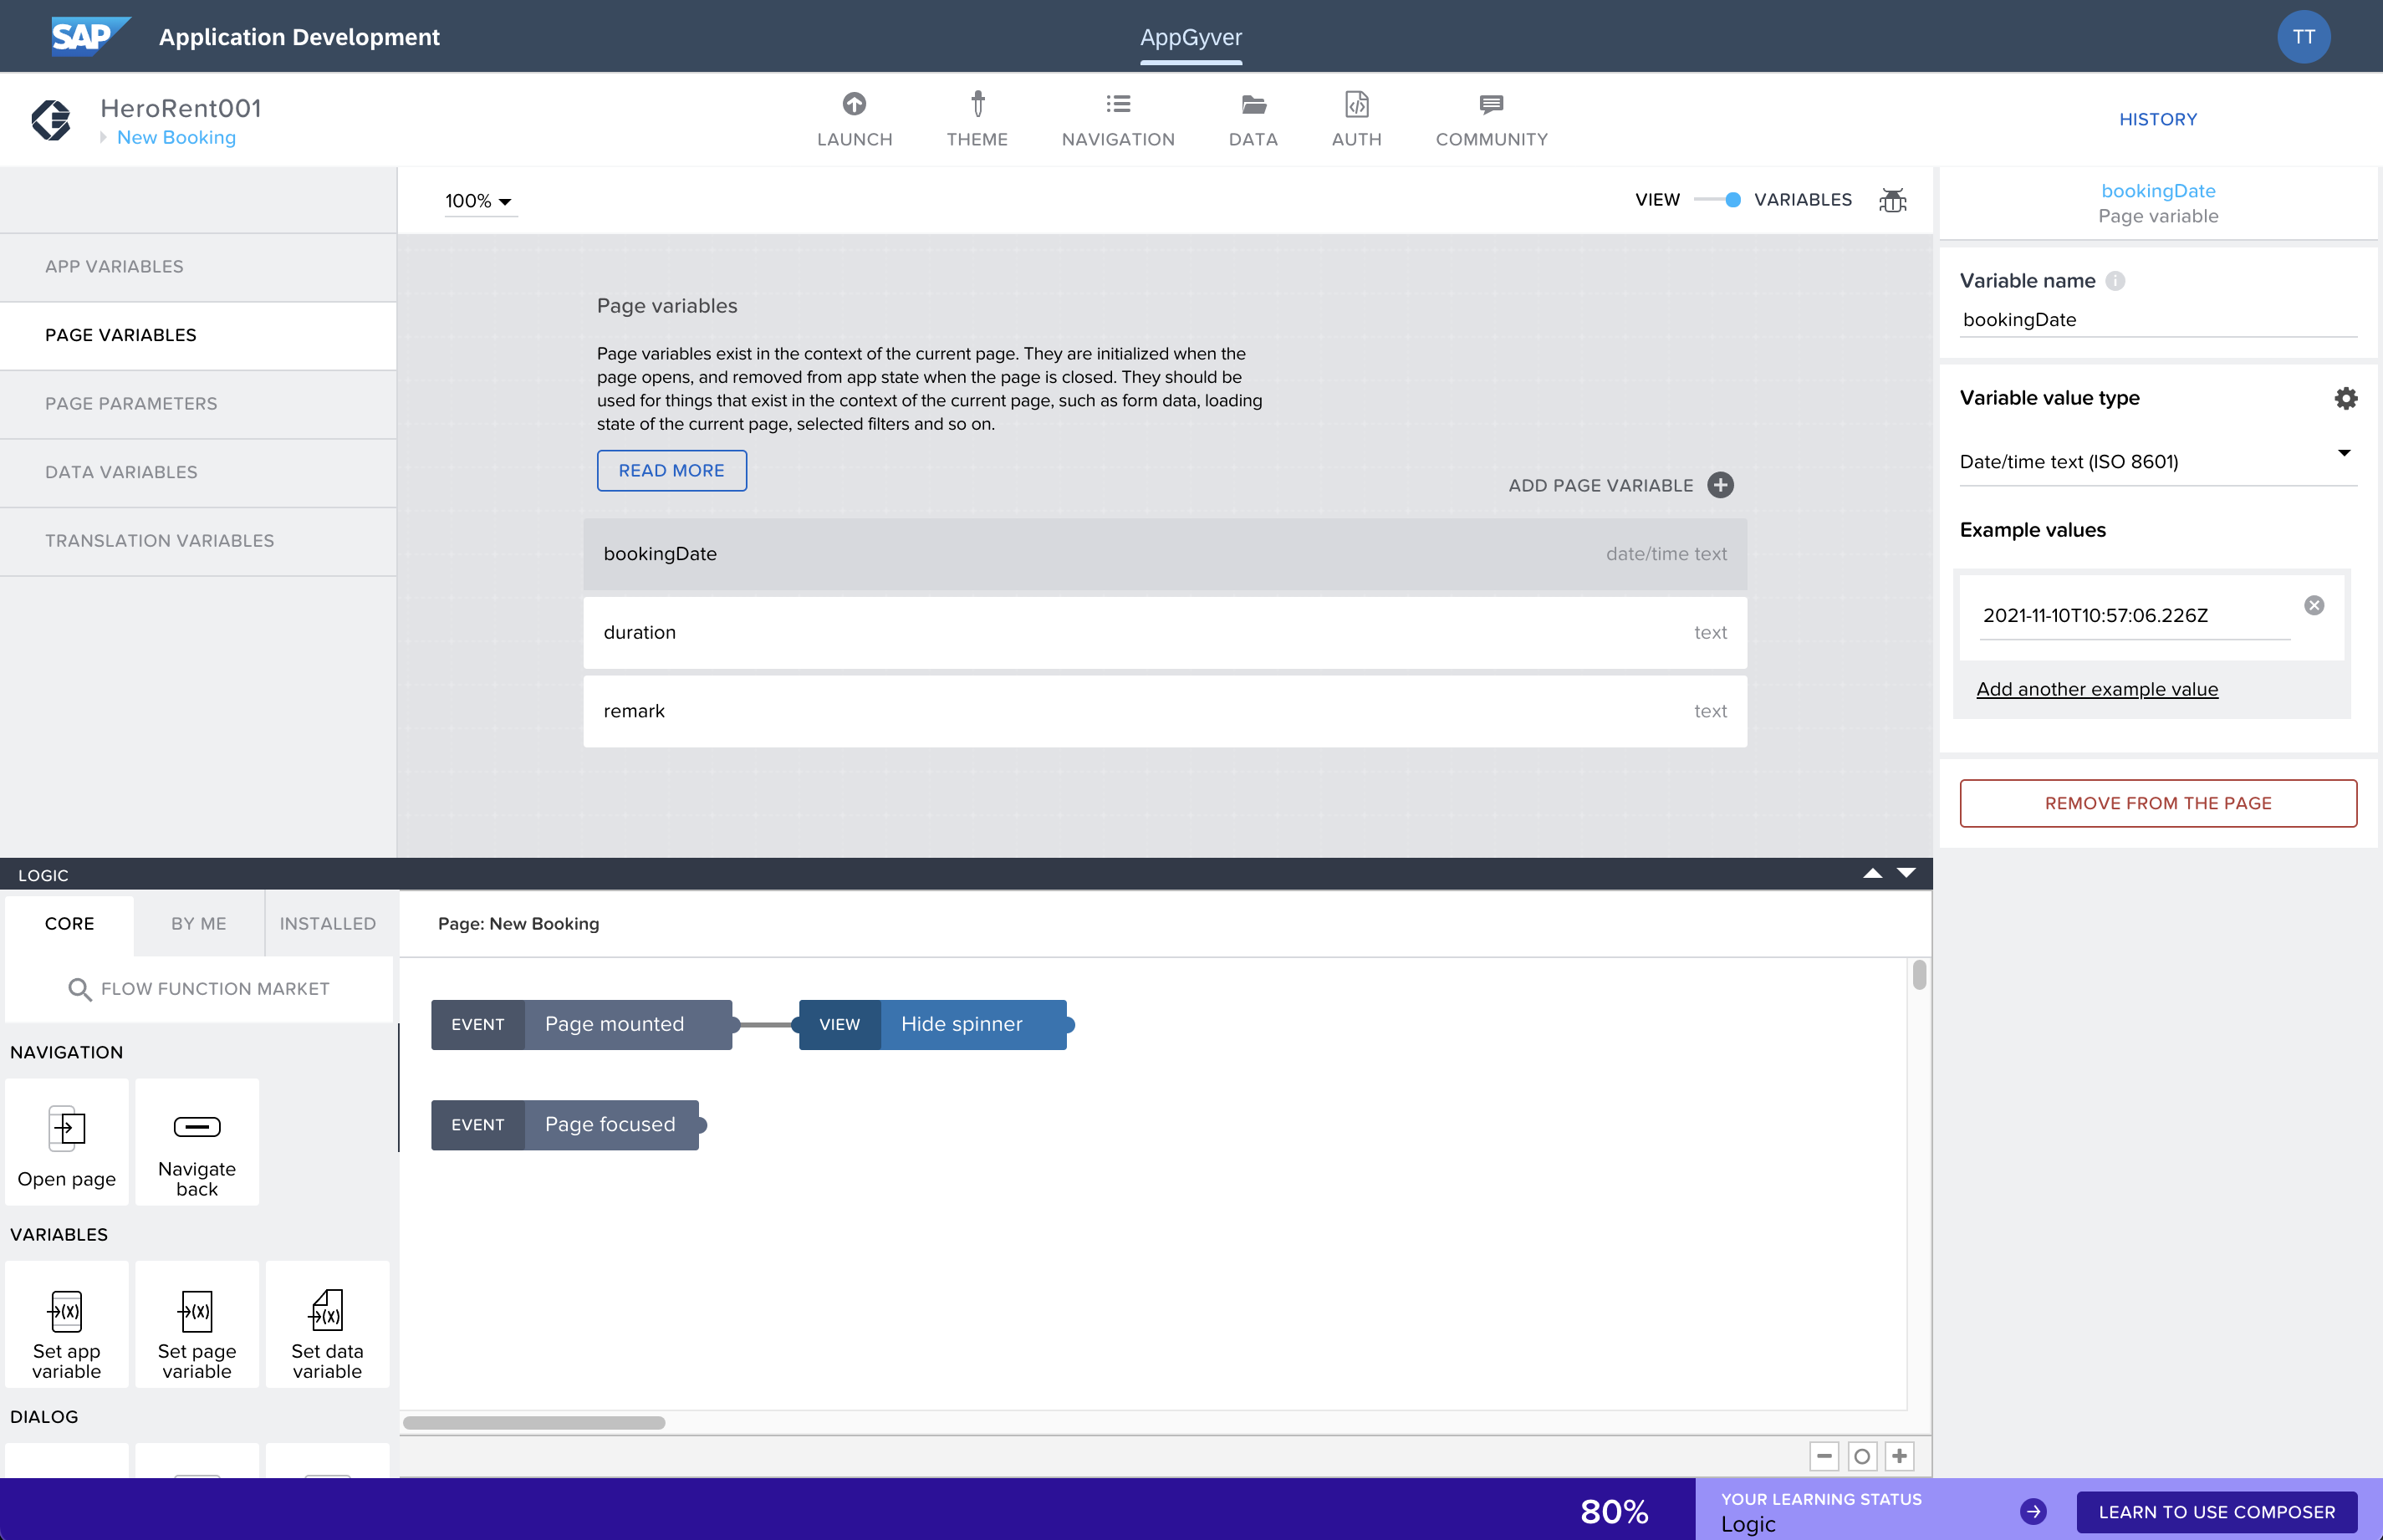 SAP Application Development
AppGyver
TT
HeroRent001
New Booking
LAUNCH
THEME
NAVIGATION
DATA
AUTH
COMMUNITY
HISTORY
APP VARIABLES
PAGE VARIABLES
PAGE PARAMETERS
DATA VARIABLES
TRANSLATION VARIABLES
100%
VIEW
VARIABLES
Page variables
Page variables exist in the context of the current page. They are initialized when the
page opens, and removed from app state when the page is closed. They should be
used for things that exist in the context of the current page, such as form data, loading
state of the current page, selected filters and so on.
READ MORE
ADD PAGE VARIABLE
bookingDate date/time text
duration text
remark text
bookingDate
Page variable
Variable name
bookingDate
Variable value type
Date/time text (ISO 8601)
Example values
2021-11-10T10:57:06.226Z
Add another example value
REMOVE FROM THE PAGE
LOGIC
CORE
BY ME
INSTALLED
FLOW FUNCTION MARKET
NAVIGATION
Open page
Navigate
back
VARIABLES
Set app
variable
Set page
variable
Set data
variable
DIALOG
Page: New Booking
EVENT Page mounted
VIEW Hide spinner
EVENT Page focused
80%
YOUR LEARNING STATUS
Logic
LEARN TO USE COMPOSER